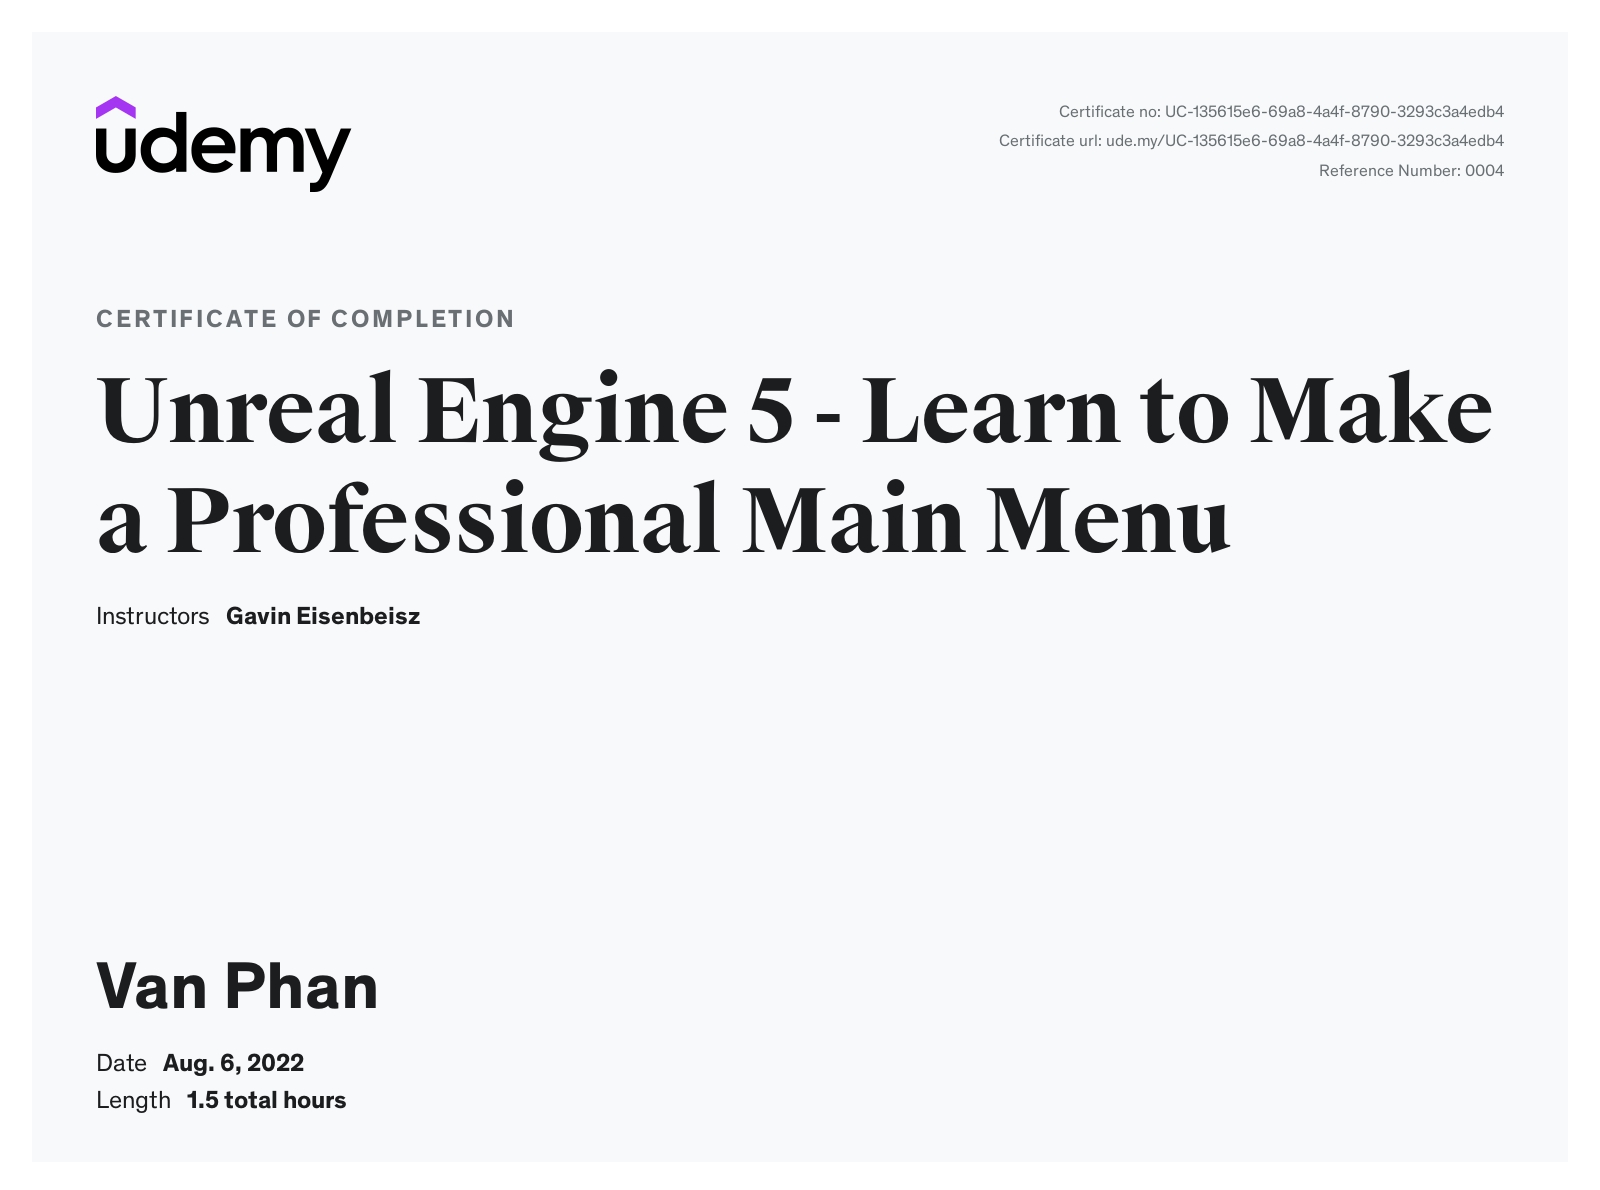 udemy
Certificate no: UC-135615e6-69a8-4a4f-8790-3293c3a4edb4
Certificate url: ude.my/UC-135615e6-69a8-4a4f-8790-3293c3a4edb4
Reference Number: 0004
CERTIFICATE OF COMPLETION
Unreal Engine 5 - Learn to Make
a Professional Main Menu
Instructors Gavin Eisenbeisz
Van Phan
Date Aug. 6, 2022
Length 1.5 total hours